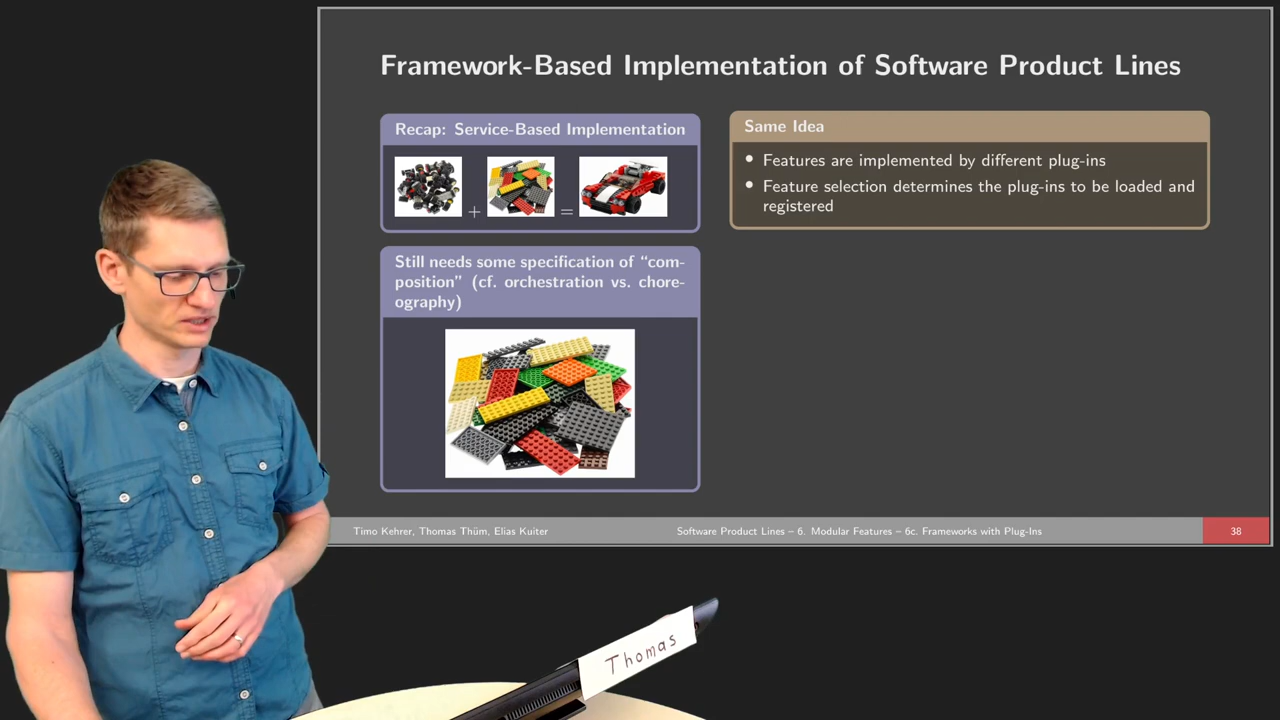 Framework-Based Implementation of Software Product Lines
Recap: Service-Based Implementation
+ =
Still needs some specification of “com-
position” (cf. orchestration vs. chore-
ography)
Same Idea
• Features are implemented by different plug-ins
• Feature selection determines the plug-ins to be loaded and
registered
Timo Kehrer, Thomas Thüm, Elias Kuiter
Software Product Lines – 6. Modular Features – 6c. Frameworks with Plug-Ins
38
Thomas